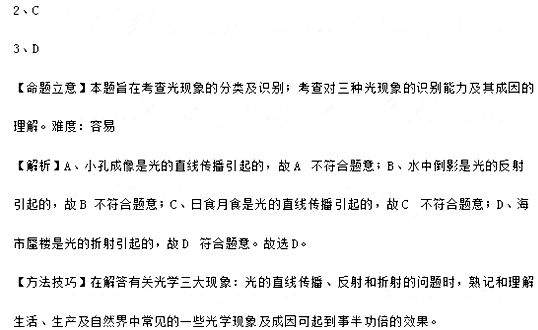 2、C
3、D
【命题立意】本题旨在考查光现象的分类及识别；考查对三种光现象的识别能力及其成因的
理解。难度：容易
【解析】A、小孔成像是光的直线传播引起的，故A 不符合题意；B、水中倒影是光的反射
引起的，故B 不符合题意；C、日食月食是光的直线传播引起的，故C 不符合题意；D、海
市蜃楼是光的折射引起的，故D 符合题意。故选D。
【方法技巧】在解答有关光学三大现象：光的直线传播、反射和折射的问题时，熟记和理解
生活、生产及自然界中常见的一些光学现象及成因可起到事半功倍的效果。